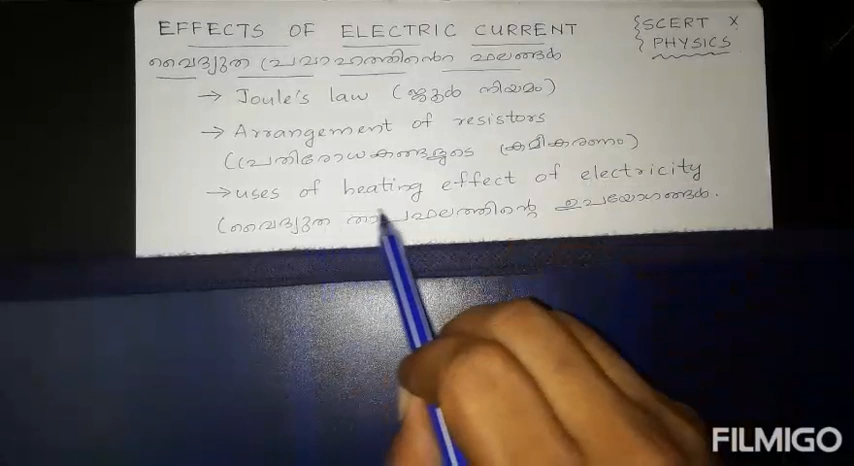 EFFECTS OF ELECTRIC CURRENT
വൈദ്യുത പ്രവാഹത്തിന്റെ ഫലങ്ങൾ
SCERT X
PHYSICS
→ Joule's law (ജൂൾ നിയമം)
→ Arrangement of resistors
(പ്രതിരോധകങ്ങളുടെ ക്രമീകരണം)
→ uses of heating effect of electricity
(വൈദ്യുത താപഫലത്തിന്റെ ഉപയോഗങ്ങൾ.
FILMIGO